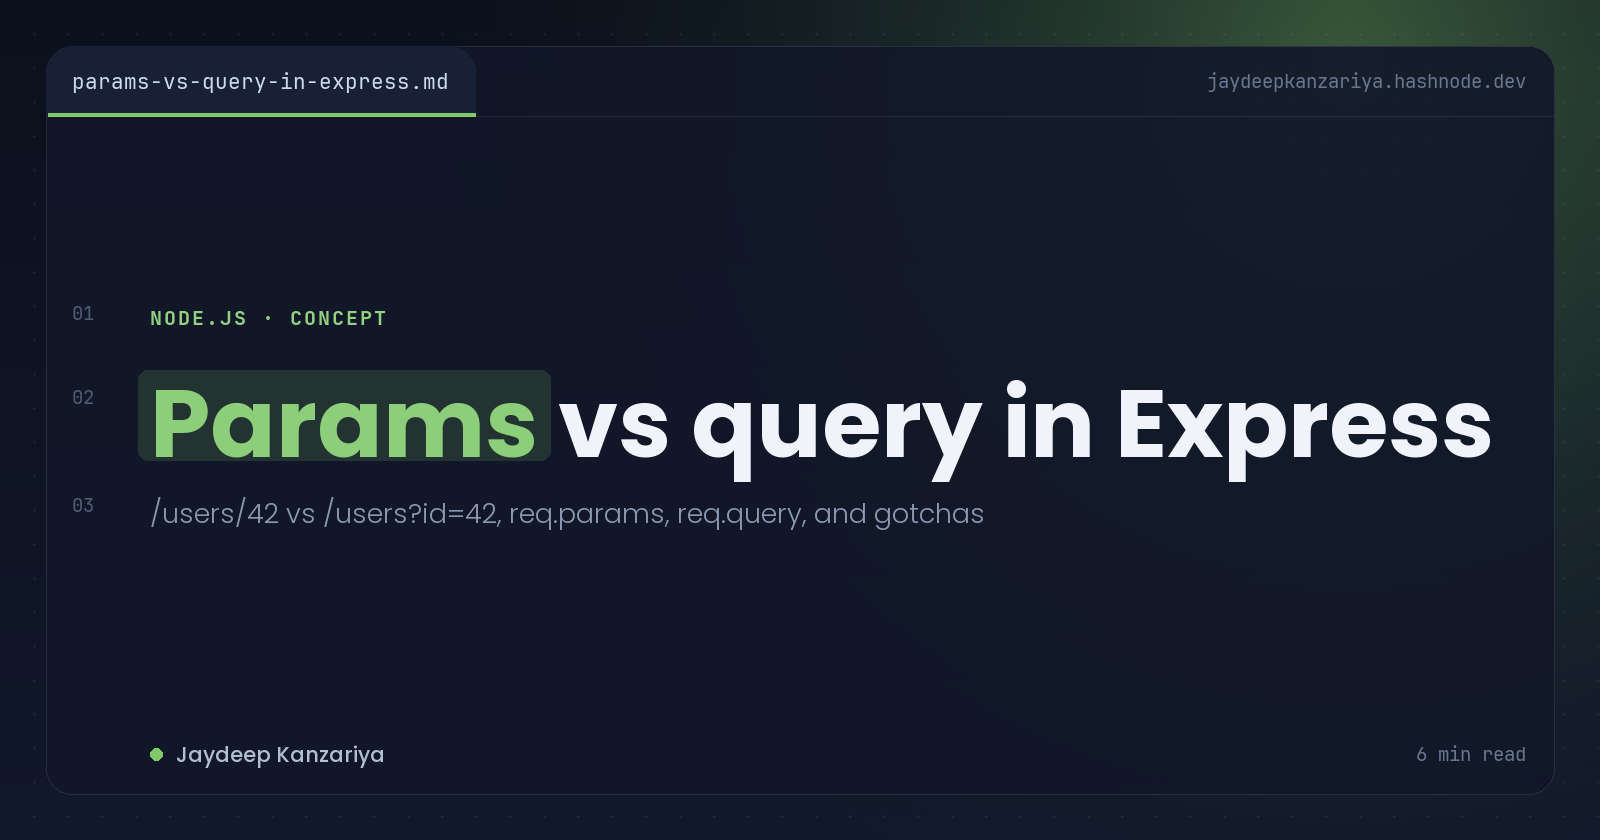 params-vs-query-in-express.md
jaydeepkanzariya.hashnode.dev
01
NODE.JS · CONCEPT
02
Params vs query in Express
03
/users/42 vs /users?id=42, req.params, req.query, and gotchas
Jaydeep Kanzariya
6 min read